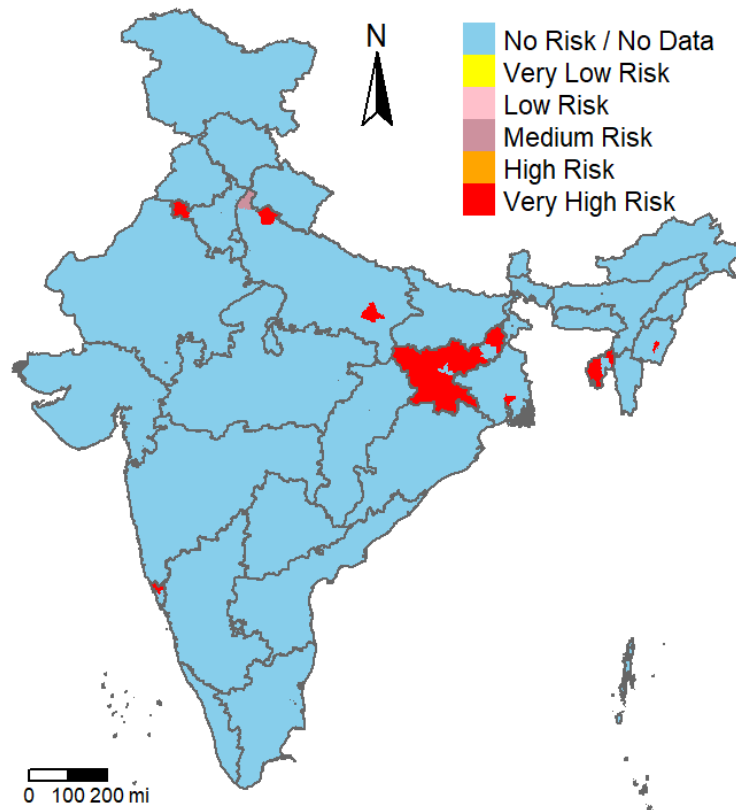 N
No Risk / No Data
Very Low Risk
Low Risk
Medium Risk
High Risk
Very High Risk
0 100 200 mi